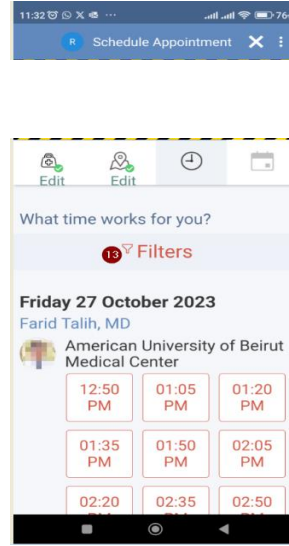 11:32
76
R Schedule Appointment
Edit Edit
What time works for you?
13 Filters
Friday 27 October 2023
Farid Talih, MD
American University of Beirut
Medical Center
12:50 PM 01:05 PM 01:20 PM
01:35 PM 01:50 PM 02:05 PM
02:20 02:35 02:50